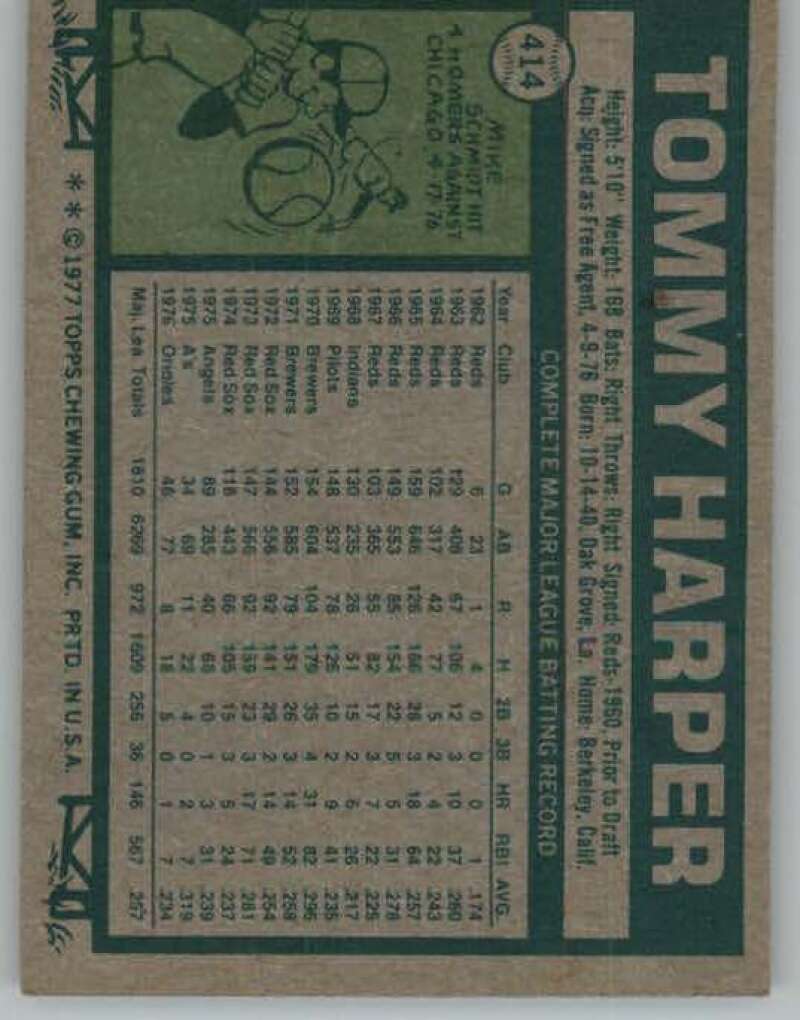 TOMMY HARPER
414
Height: 5'10" Weight: 168 Bats: Right Throws: Right Signed: Reds-1960, Prior to Draft
Acq: Signed as Free Agent, 4-9-76 Born: 10-14-40, Oak Grove, La. Home: Berkeley, Calif.
MIKE
SCHMIDT HIT
4 HOMERS AGAINST
CHICAGO 4-17-76
COMPLETE MAJOR LEAGUE BATTING RECORD
Year Club G AB R H 2B 3B HR RBI AVG.
1962 Reds 6 23 1 4 0 0 0 1 .174
1963 Reds 129 408 67 106 12 3 10 37 .260
1964 Reds 102 317 42 77 5 2 4 22 .243
1965 Reds 159 646 126 166 28 3 18 64 .257
1966 Reds 149 553 85 154 22 5 5 31 .278
1967 Reds 103 365 55 82 17 3 7 22 .225
1968 Indians 130 235 26 51 15 2 6 26 .217
1969 Pilots 148 537 78 126 10 2 9 41 .235
1970 Brewers 154 604 104 179 35 4 31 82 .296
1971 Brewers 152 585 79 151 26 3 14 52 .258
1972 Red Sox 144 556 92 141 29 2 14 49 .254
1973 Red Sox 147 566 92 159 23 3 17 71 .281
1974 Red Sox 118 443 66 105 15 3 5 24 .237
1975 Angels 89 285 40 68 10 1 3 31 .239
1975 A's 34 69 11 22 4 0 2 7 .319
1976 Orioles 46 77 8 18 5 0 1 7 .234
Maj. Lea Totals 1810 6269 972 1609 256 36 146 567 .257
* * © 1977 TOPPS CHEWING GUM, INC. PRTD. IN U.S.A.